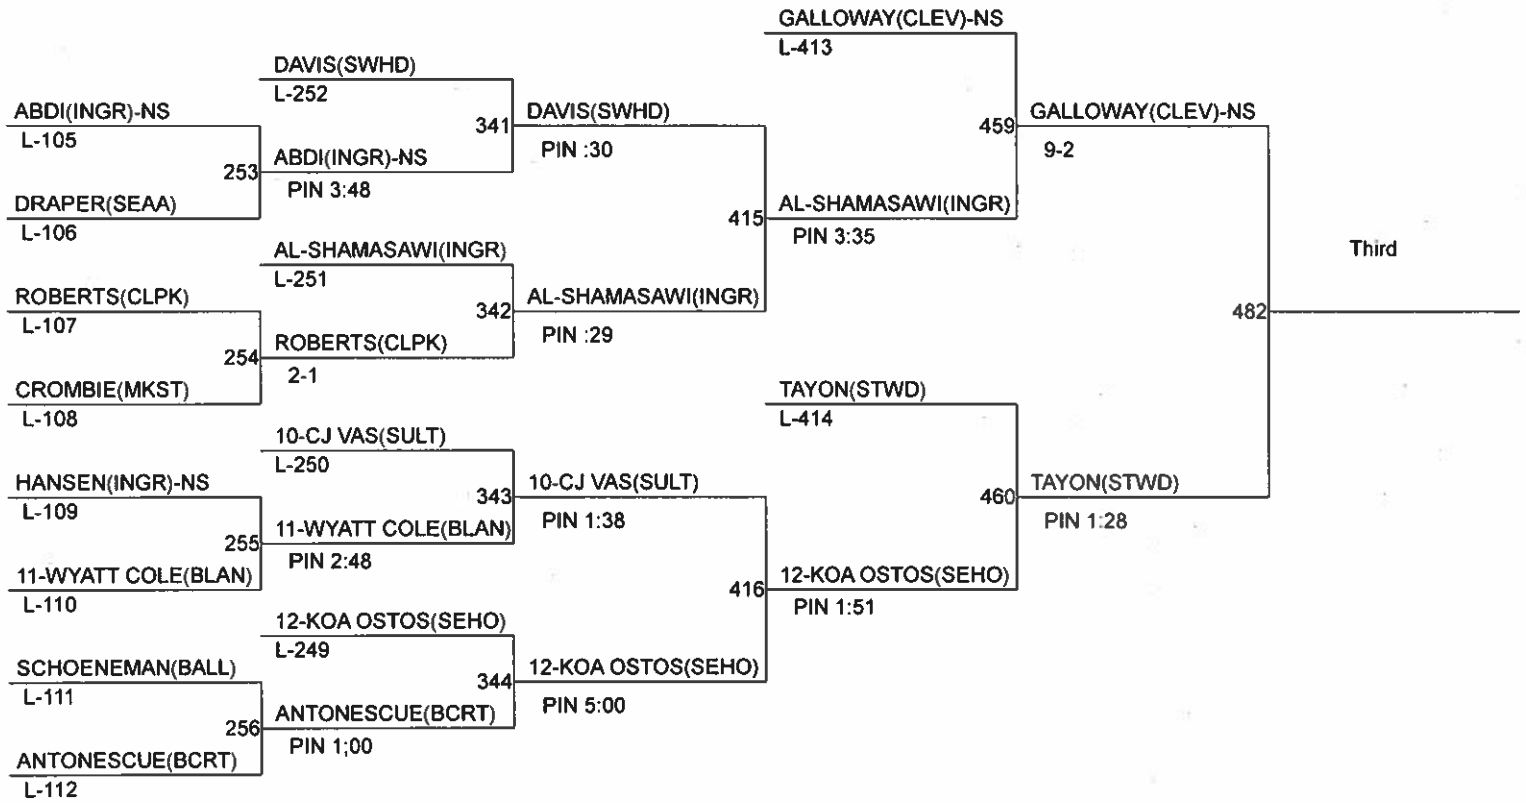 GALLOWAY(CLEV)-NS
L-413
DAVIS(SWHD)
L-252
ABDI(INGR)-NS
L-105
341
DAVIS(SWHD)
PIN :30
459
GALLOWAY(CLEV)-NS
9-2
253
ABDI(INGR)-NS
PIN 3:48
DRAPER(SEAA)
L-106
415
AL-SHAMASAWI(INGR)
PIN 3:35
AL-SHAMASAWI(INGR)
L-251
Third
ROBERTS(CLPK)
L-107
342
AL-SHAMASAWI(INGR)
PIN :29
482
254
ROBERTS(CLPK)
2-1
CROMBIE(MKST)
L-108
TAYON(STWD)
L-414
10-CJ VAS(SULT)
L-250
HANSEN(INGR)-NS
L-109
343
10-CJ VAS(SULT)
PIN 1:38
460
TAYON(STWD)
PIN 1:28
255
11-WYATT COLE(BLAN)
PIN 2:48
11-WYATT COLE(BLAN)
L-110
416
12-KOA OSTOS(SEHO)
PIN 1:51
12-KOA OSTOS(SEHO)
L-249
SCHOENEMAN(BALL)
L-111
344
12-KOA OSTOS(SEHO)
PIN 5:00
256
ANTONESCUE(BCRT)
PIN 1;00
ANTONESCUE(BCRT)
L-112